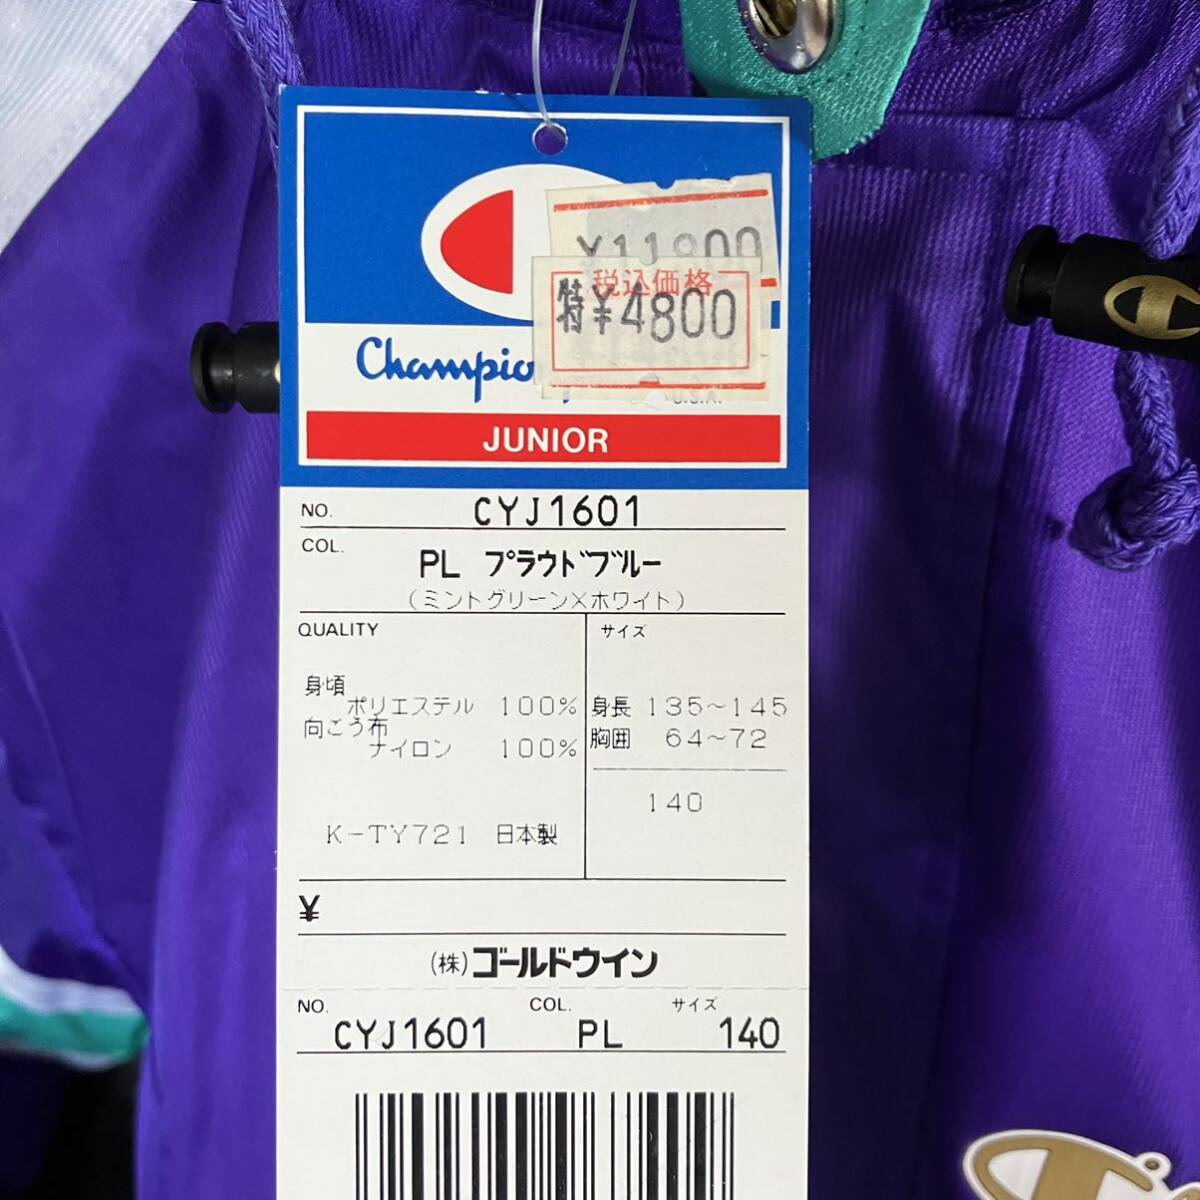 ¥11800
税込価格
特¥4800
Champio
U.S.A.
JUNIOR
NO. CYJ1601
COL.
PL プラウドブルー
(ミントグリーン×ホワイト)
QUALITY
サイズ
身頃
ポリエステル 100%
向こう布
ナイロン 100%
身長 135~145
胸囲 64~72
140
K-TY721 日本製
¥
(株)ゴールドウイン
NO. COL. サイズ
CYJ1601 PL 140